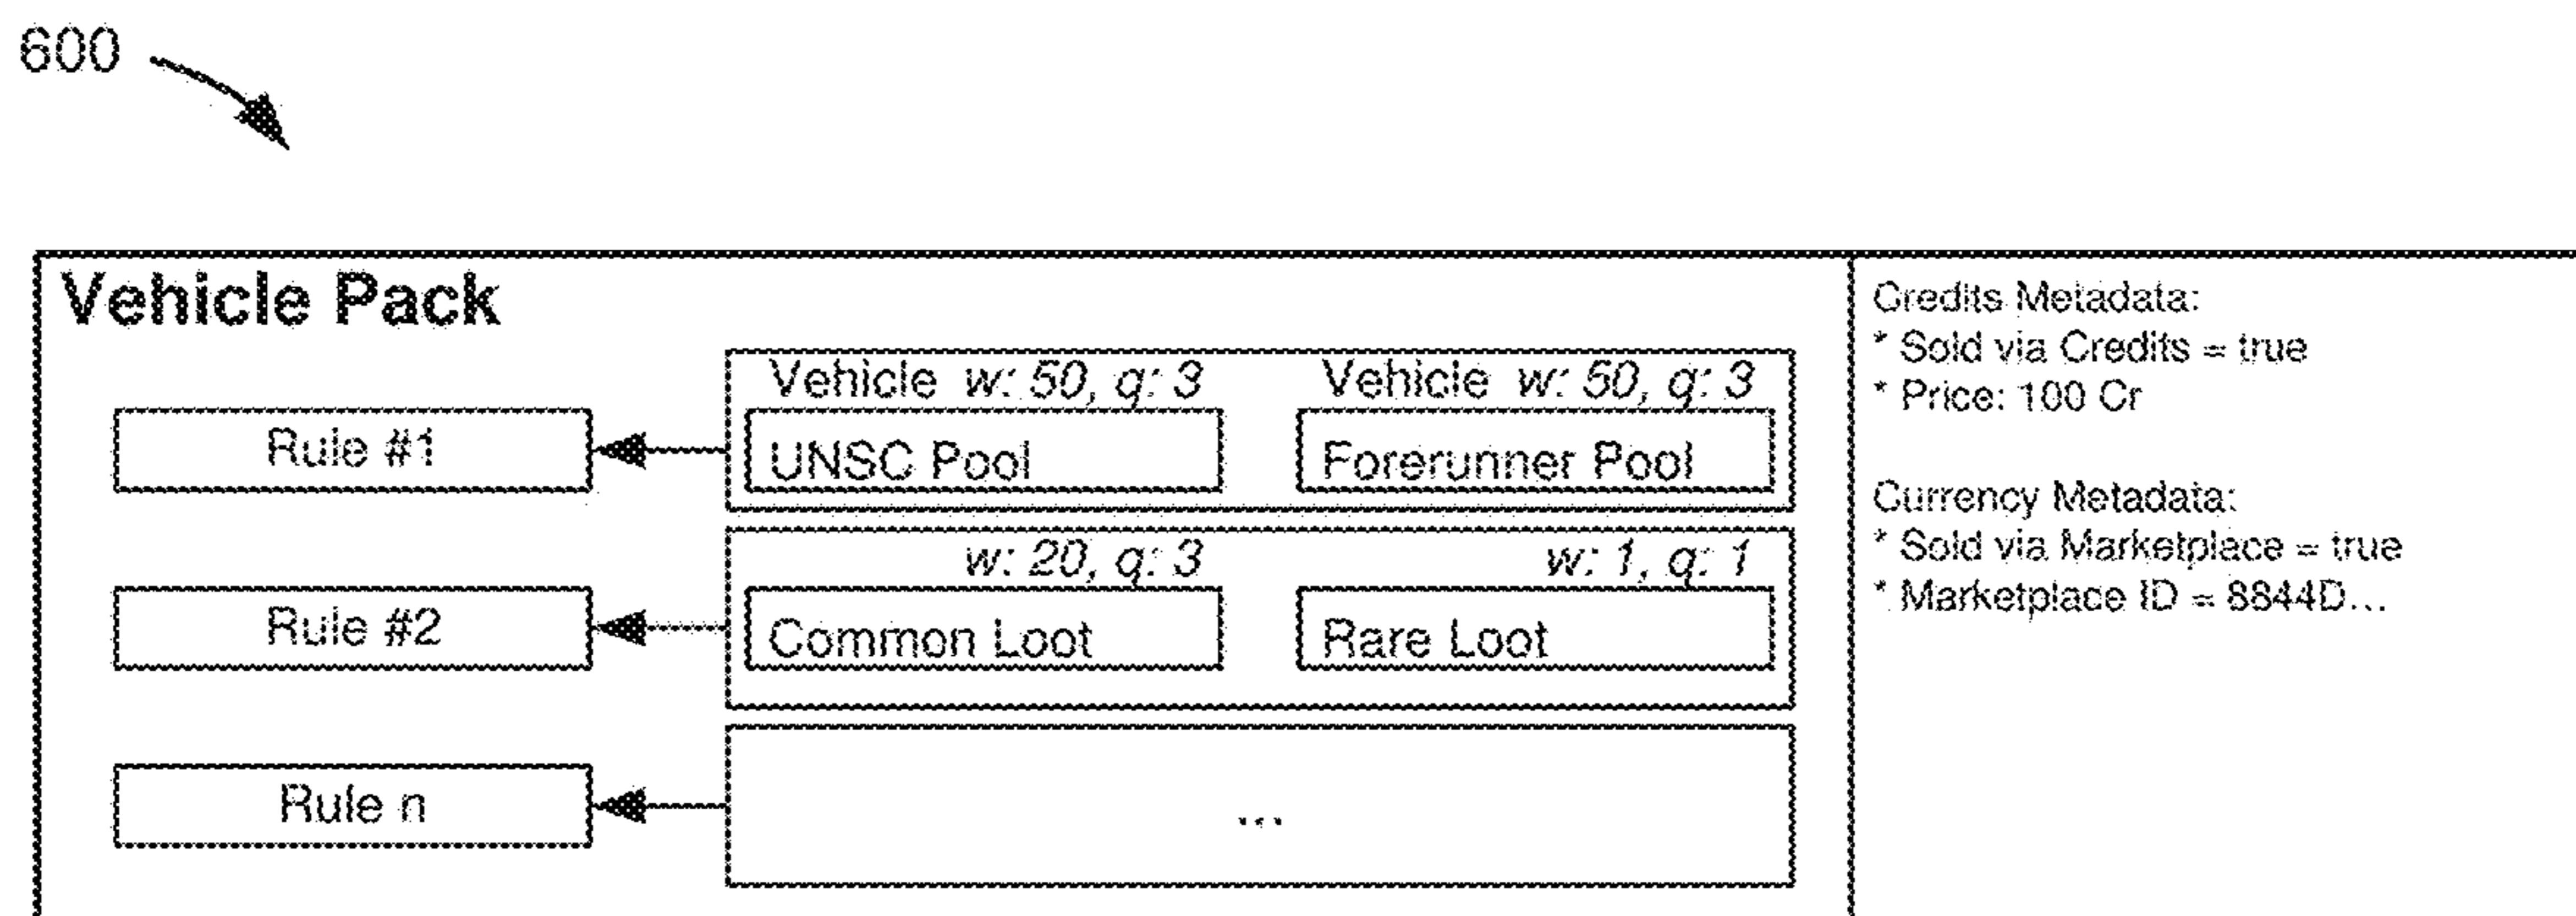 600
Vehicle Pack
Vehicle w: 50, q: 3 Vehicle w: 50, q: 3
Rule #1
UNSC Pool Forerunner Pool
w: 20, q: 3 w: 1, q: 1
Rule #2
Common Loot Rare Loot
Rule n
...
Credits Metadata:
* Sold via Credits = true
* Price: 100 Cr
Currency Metadata:
* Sold via Marketplace = true
* Marketplace ID = 8844D...